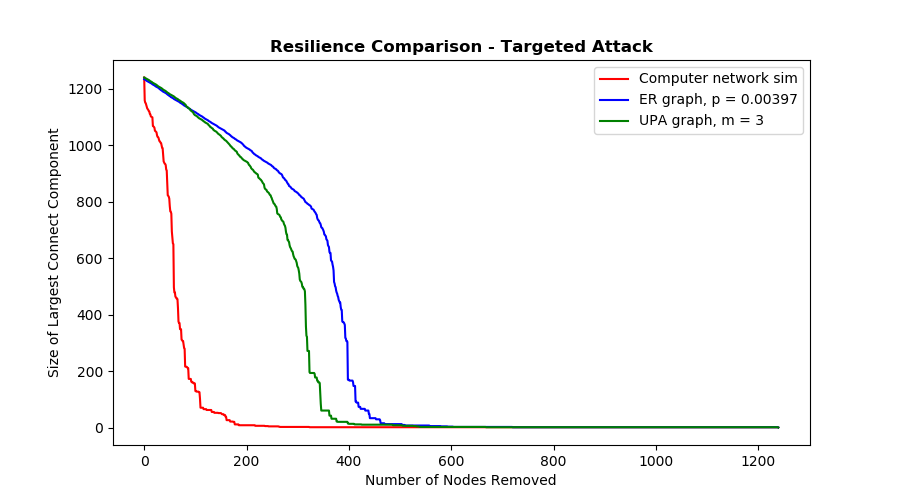 Resilience Comparison - Targeted Attack
Computer network sim
ER graph, p = 0.00397
UPA graph, m = 3
Size of Largest Connect Component
1200
1000
800
600
400
200
0
0 200 400 600 800 1000 1200
Number of Nodes Removed